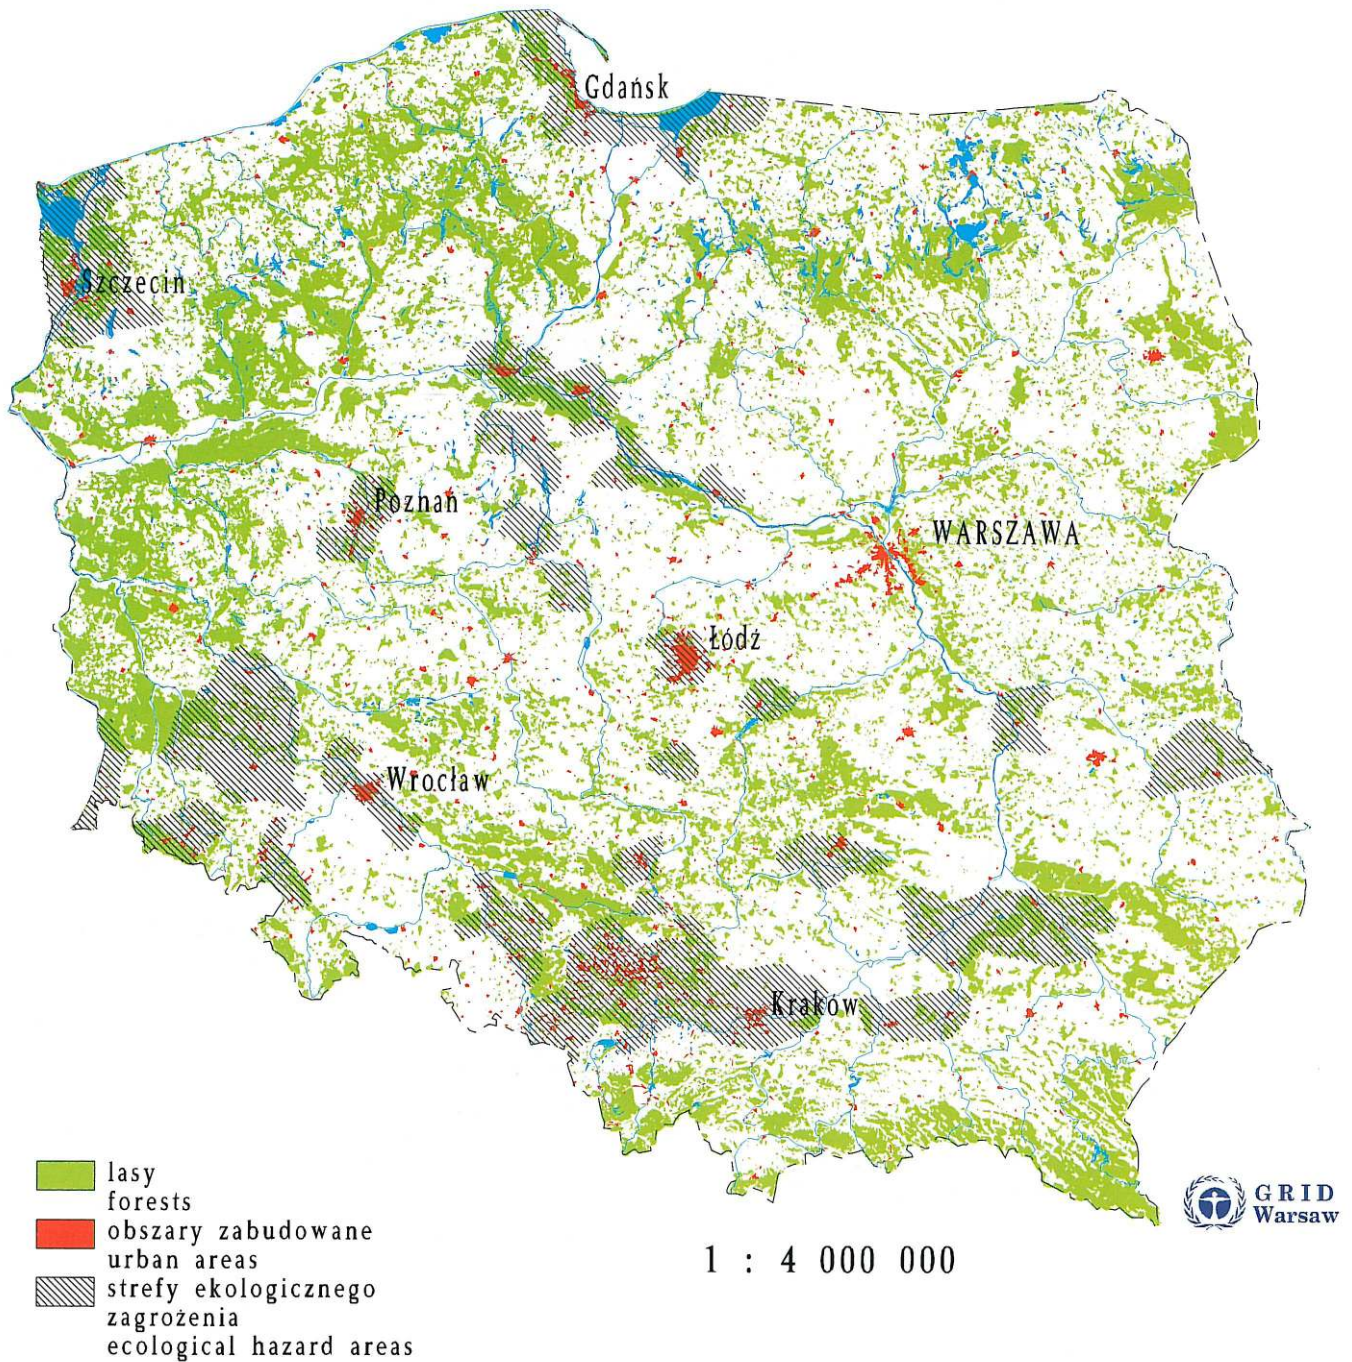 Gdańsk
Szczecin
Poznań
WARSZAWA
Łódź
Wrocław
Kraków
lasy
forests
obszary zabudowane
urban areas
strefy ekologicznego
zagrożenia
ecological hazard areas
1 : 4 000 000
GRID
Warsaw